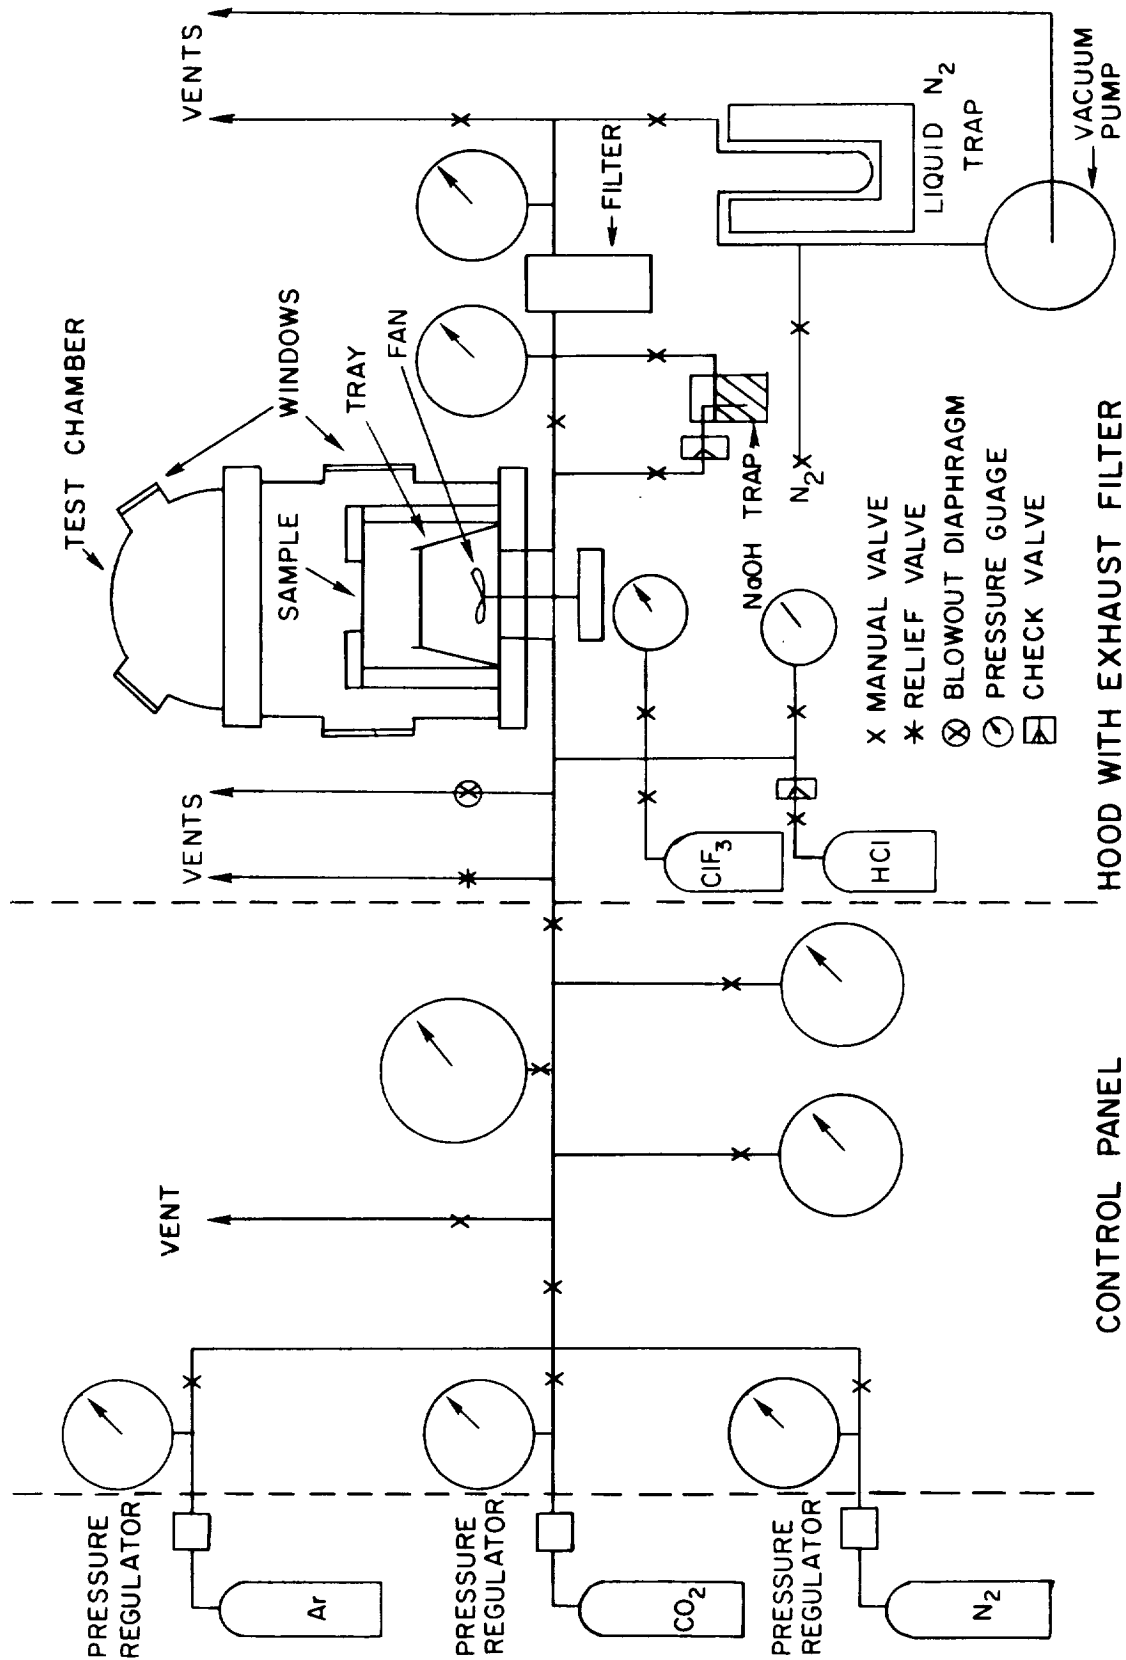 TEST CHAMBER
PRESSURE
REGULATOR
VENT
VENTS
VENTS
WINDOWS
SAMPLE
Ar
TRAY
FAN
PRESSURE
REGULATOR
FILTER
CO2
ClF3
NaOH TRAP
PRESSURE
REGULATOR
N2
HCl
LIQUID N2
TRAP
MANUAL VALVE
RELIEF VALVE
BLOWOUT DIAPHRAGM
PRESSURE GUAGE
CHECK VALVE
N2
VACUUM
PUMP
CONTROL PANEL
HOOD WITH EXHAUST FILTER